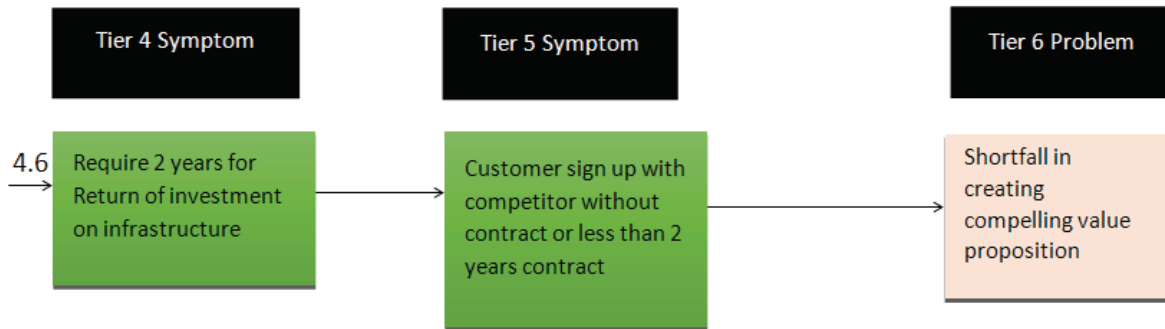 Tier 4 Symptom
Tier 5 Symptom
Tier 6 Problem
4.6
Require 2 years for
Return of investment
on infrastructure
Customer sign up with
competitor without
contract or less than 2
years contract
Shortfall in
creating
compelling value
proposition